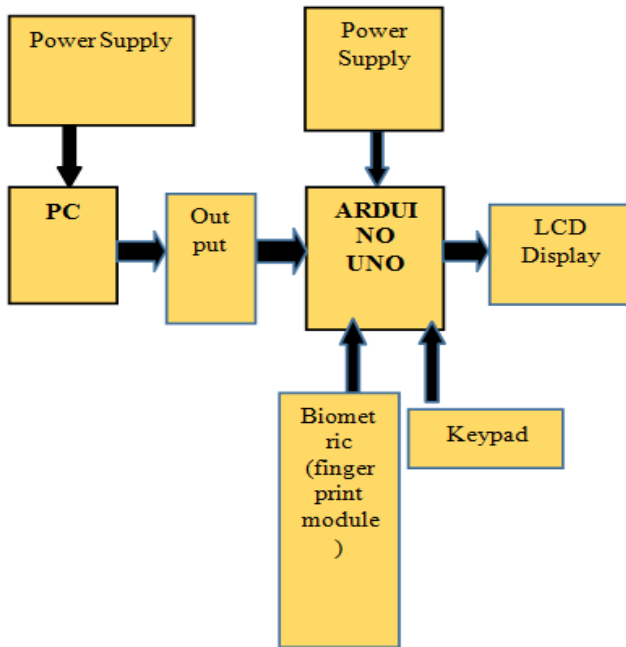 Power Supply
Power
Supply
PC
Out
put
ARDUI
NO
UNO
LCD
Display
Biomet
ric
(finger
print
module
)
Keypad